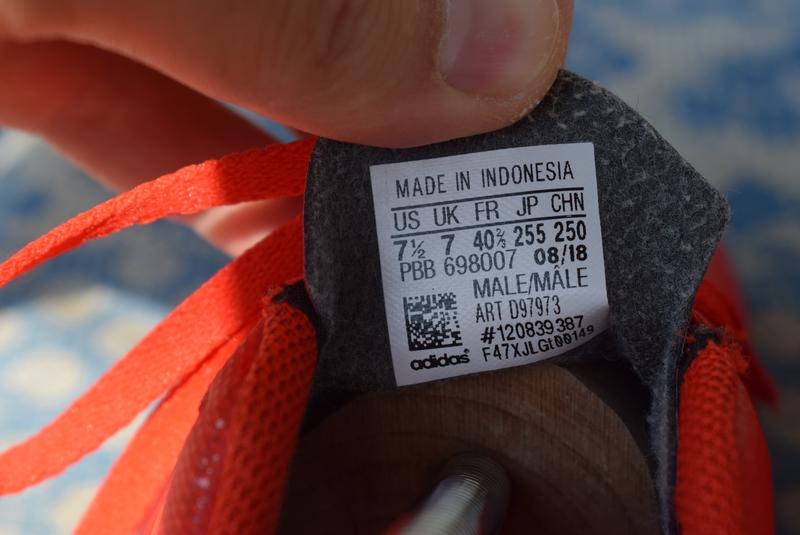 MADE IN INDONESIA
US UK FR JP CHN
7½ 7 40⅔ 255 250
PBB 698007 08/18
MALE/MÂLE
ART D97973
#120839387
adidas® F47XJLGt00149